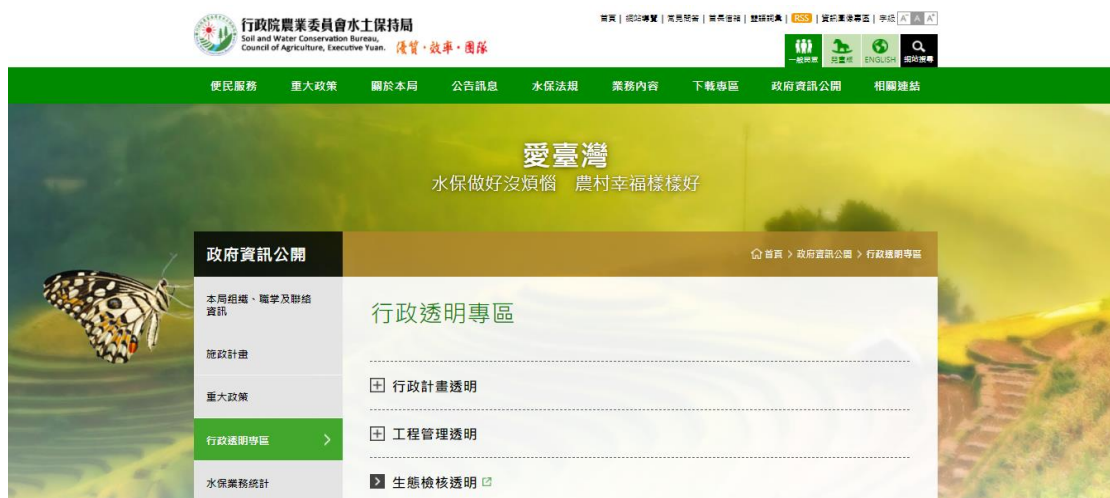 行政院農業委員會水土保持局
Soil and Water Conservation Bureau,
Council of Agriculture, Executive Yuan.
優質・效率・團隊
首頁 | 網站導覽 | 常見問答 | 首長信箱 | 雙語詞彙 | RSS | 資訊圖像專區 | 字級 A- A A+
一般民眾 兒童版 ENGLISH 網站搜尋
便民服務 重大政策 關於本局 公告訊息 水保法規 業務內容 下載專區 政府資訊公開 相關連結
愛臺灣
水保做好沒煩惱 農村幸福樣樣好
政府資訊公開
首頁 > 政府資訊公開 > 行政透明專區
本局組織、職掌及聯絡
資訊
施政計畫
重大政策
行政透明專區
水保業務統計
行政透明專區
行政計畫透明
工程管理透明
生態檢核透明